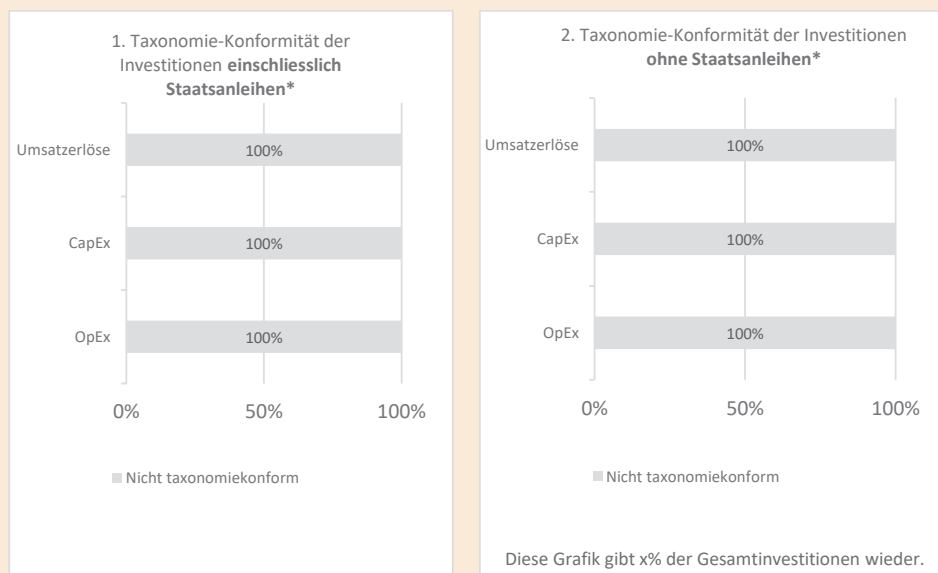 1. Taxonomie-Konformität der
Investitionen einschliesslich
Staatsanleihen*
Umsatzerlöse
100%
CapEx
100%
OpEx
100%
0%
50%
100%
Nicht taxonomiekonform
2. Taxonomie-Konformität der Investitionen
ohne Staatsanleihen*
Umsatzerlöse
100%
CapEx
100%
OpEx
100%
0%
50%
100%
Nicht taxonomiekonform
Diese Grafik gibt x% der Gesamtinvestitionen wieder.